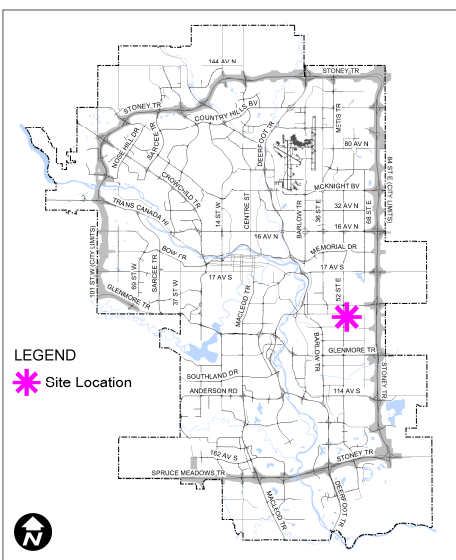 144 AV N
STONEY TR
STONEY TR
COUNTRY HILLS BV
METIS TR
DEERFOOT TR
SARCEE BL
NOSE HILL DR
80 AV N
84 ST E (CITY LIMITS)
CROWCHILD TR
MCKNIGHT BV
TRANS CANADA HI
14 ST W
CENTRE ST
BARLOW TR
36 ST E
32 AV N
68 ST E
16 AV N
16 AV N
101 ST W (CITY LIMITS)
BOW TR
MEMORIAL DR
69 ST W
SARCEE TR
17 AV S
17 AV S
37 ST W
GLENMORE TR
MACLEOD TR
52 ST E
BARLOW TR
GLENMORE TR
LEGEND
Site Location
SOUTHLAND DR
STONEY TR
ANDERSON RD
114 AV S
162 AV S
STONEY TR
SPRUCE MEADOWS TR
MACLEOD TR
DEERFOOT TR
N